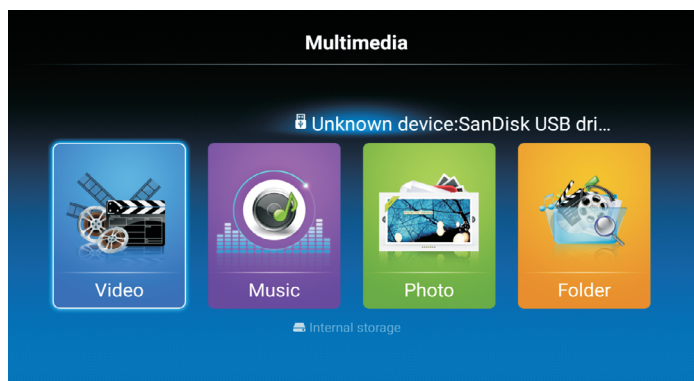 Multimedia
Unknown device:SanDisk USB dri...
Video
Music
Photo
Folder
Internal storage